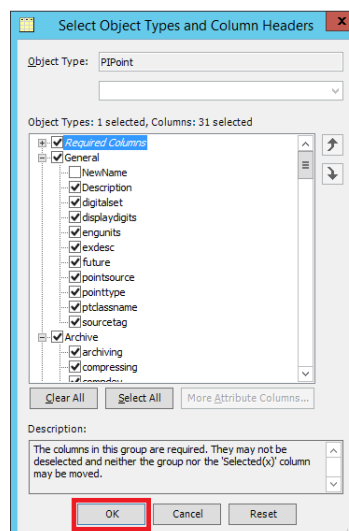 Select Object Types and Column Headers
x
Object Type:
PIPoint
Object Types: 1 selected, Columns: 31 selected
Required Columns
General
NewName
Description
digitalset
displaydigits
engunits
exdesc
future
pointsource
pointtype
ptclassname
sourcetag
Archive
archiving
compressing
compdev
Clear All
Select All
More Attribute Columns...
Description:
The columns in this group are required. They may not be
deselected and neither the group nor the 'Selected(x)' column
may be moved.
OK
Cancel
Reset